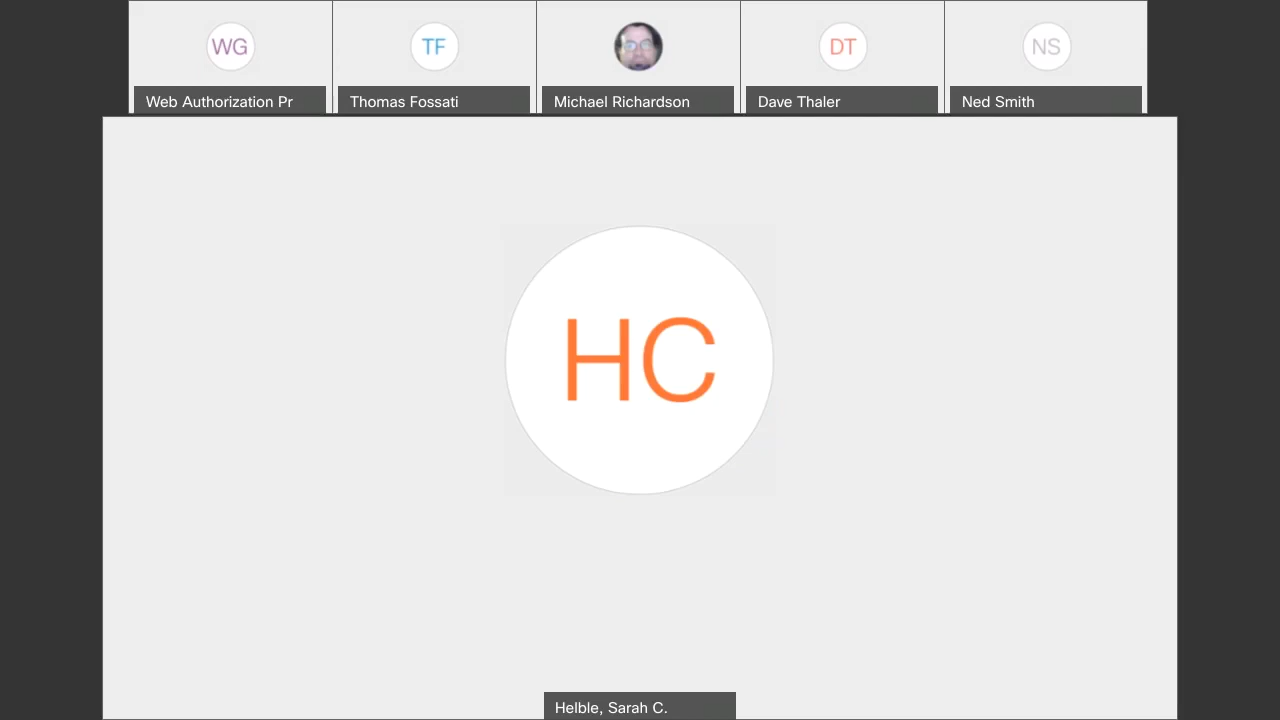 WG
TF
DT
NS
Web Authorization Pr
Thomas Fossati
Michael Richardson
Dave Thaler
Ned Smith
HC
Helble, Sarah C.